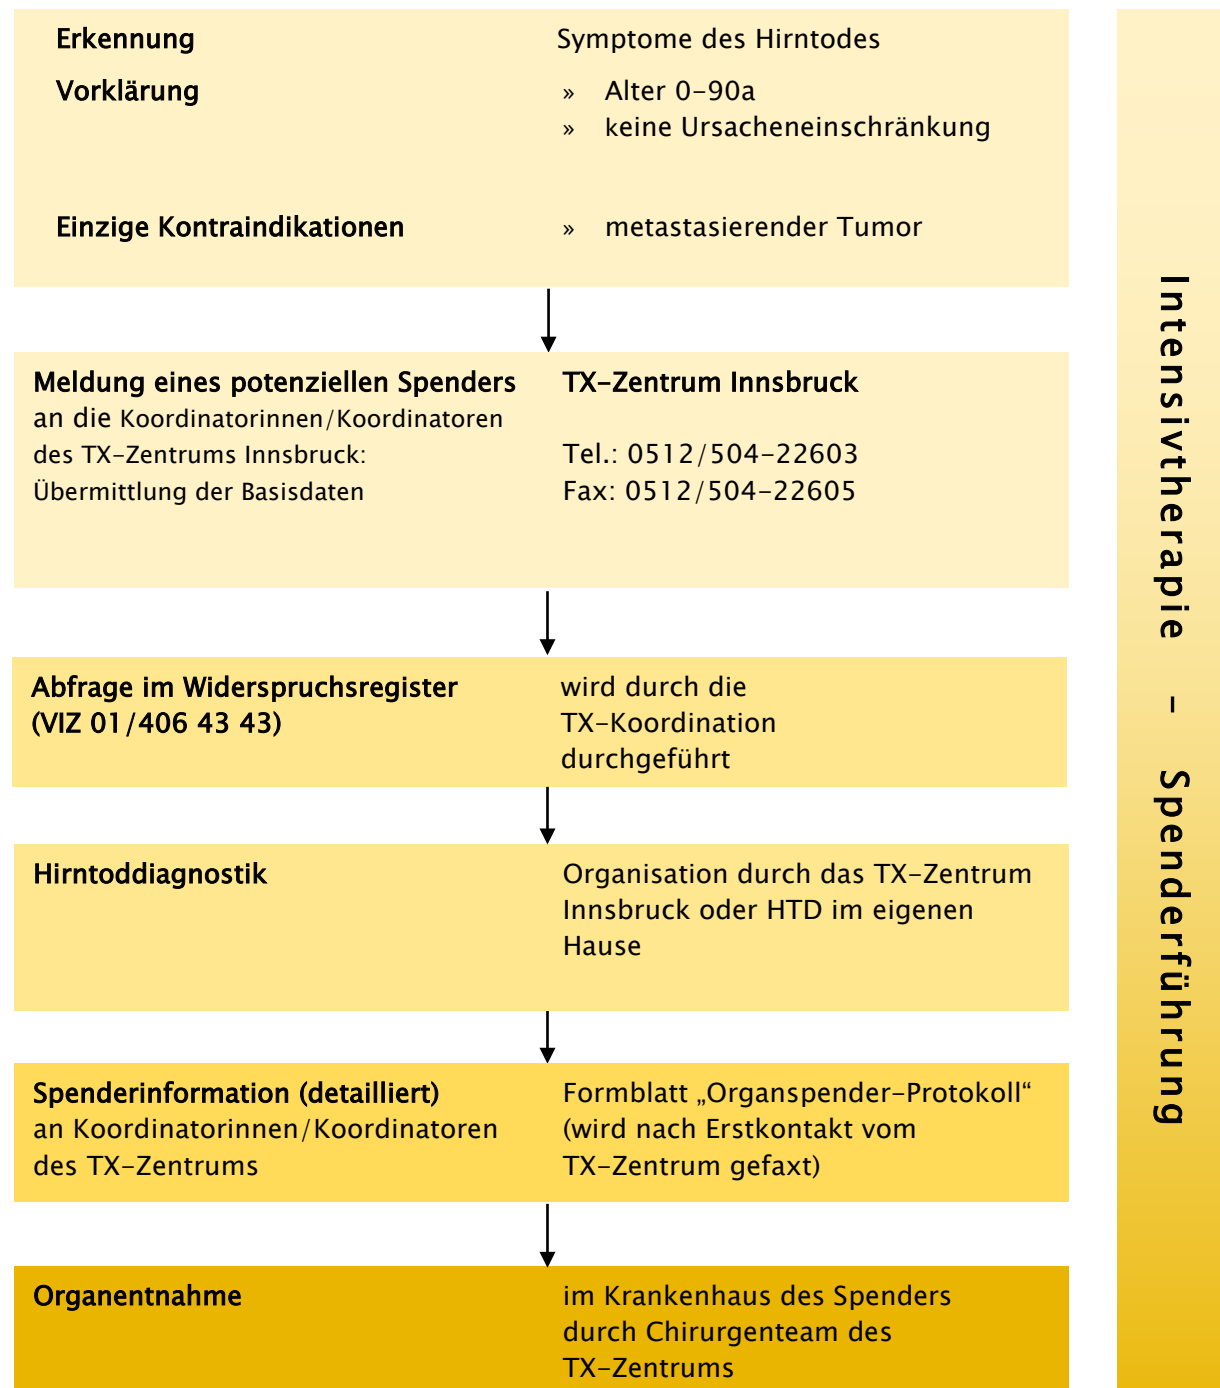 Erkennung Symptome des Hirntodes
Vorklärung » Alter 0-90a
» keine Ursacheneinschränkung
Einzige Kontraindikationen » metastasierender Tumor
Meldung eines potenziellen Spenders
an die Koordinatorinnen/Koordinatoren
des TX-Zentrums Innsbruck:
Übermittlung der Basisdaten
TX-Zentrum Innsbruck
Tel.: 0512/504-22603
Fax: 0512/504-22605
Abfrage im Widerspruchsregister
(VIZ 01/406 43 43)
wird durch die
TX-Koordination
durchgeführt
Hirntoddiagnostik
Organisation durch das TX-Zentrum
Innsbruck oder HTD im eigenen
Hause
Spenderinformation (detailliert)
an Koordinatorinnen/Koordinatoren
des TX-Zentrums
Formblatt „Organspender-Protokoll“
(wird nach Erstkontakt vom
TX-Zentrum gefaxt)
Organentnahme
im Krankenhaus des Spenders
durch Chirurgenteam des
TX-Zentrums
Intensivtherapie - Spenderführung